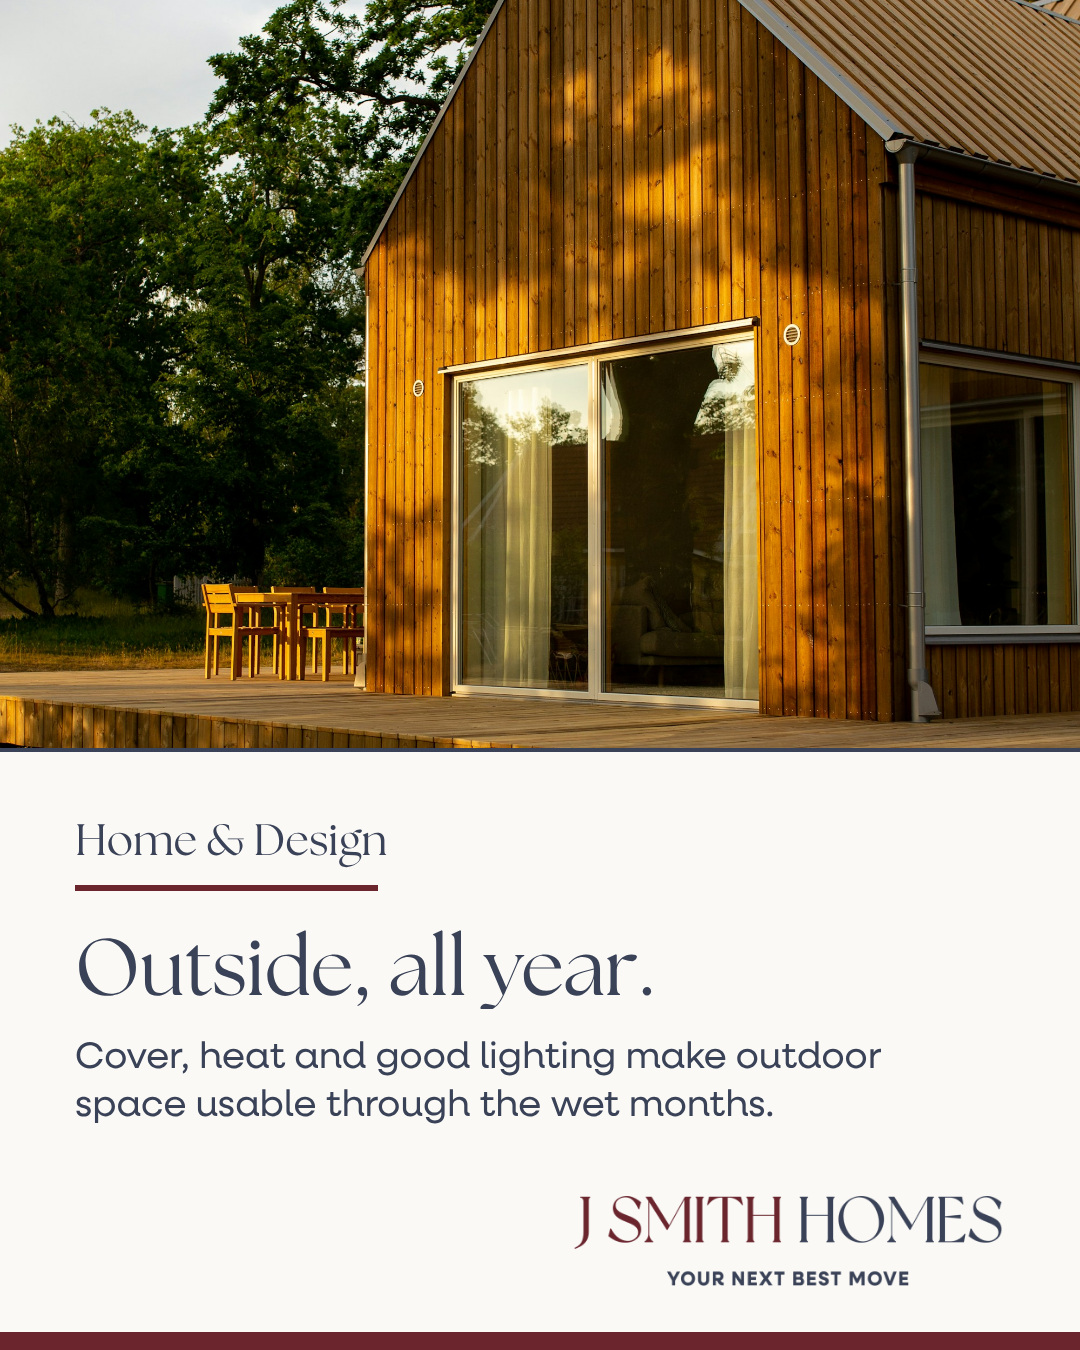 Home & Design
Outside, all year.
Cover, heat and good lighting make outdoor
space usable through the wet months.
J SMITH HOMES
YOUR NEXT BEST MOVE